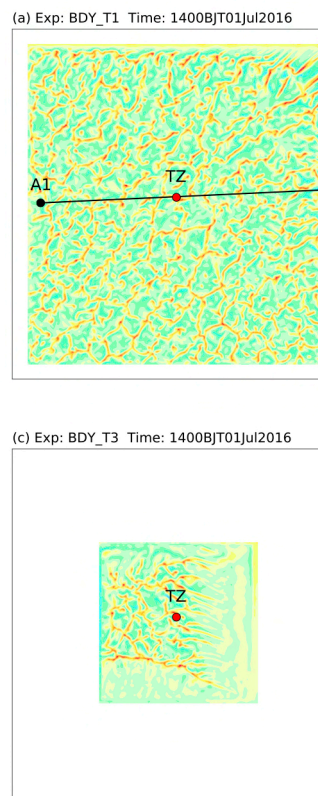 (a) Exp: BDY_T1 Time: 1400BJT01Jul2016
A1
TZ
(c) Exp: BDY_T3 Time: 1400BJT01Jul2016
TZ